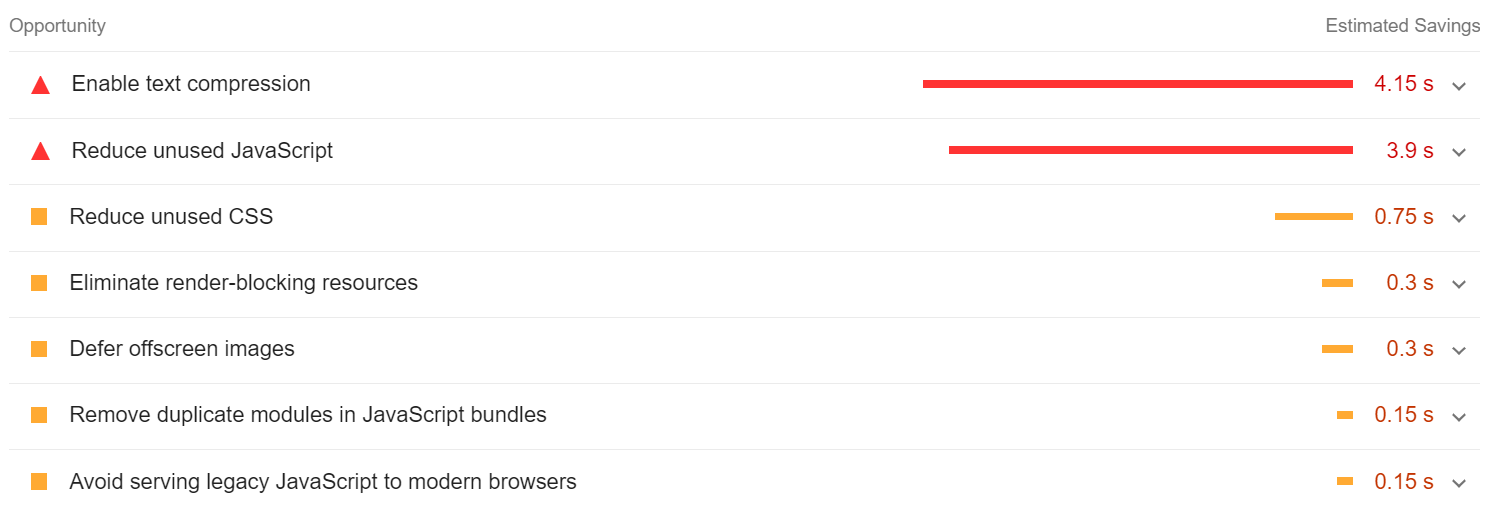 Opportunity Estimated Savings
Enable text compression 4.15 s
Reduce unused JavaScript 3.9 s
Reduce unused CSS 0.75 s
Eliminate render-blocking resources 0.3 s
Defer offscreen images 0.3 s
Remove duplicate modules in JavaScript bundles 0.15 s
Avoid serving legacy JavaScript to modern browsers 0.15 s